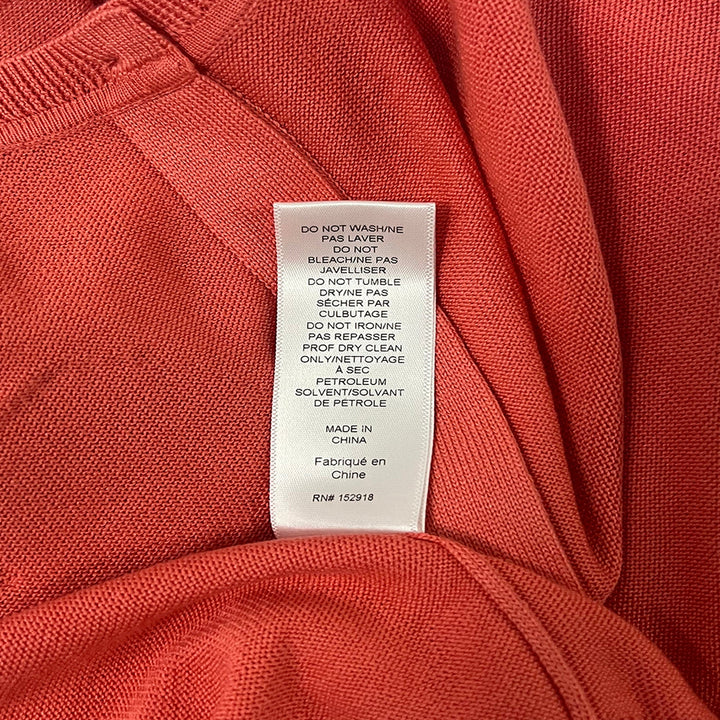 DO NOT WASH/NE
PAS LAVER
DO NOT
BLEACH/NE PAS
JAVELLISER
DO NOT TUMBLE
DRY/NE PAS
SÉCHER PAR
CULBUTAGE
DO NOT IRON/NE
PAS REPASSER
PROF DRY CLEAN
ONLY/NETTOYAGE
À SEC
PETROLEUM
SOLVENT/SOLVANT
DE PÉTROLE
MADE IN
CHINA
Fabriqué en
Chine
RN# 152918